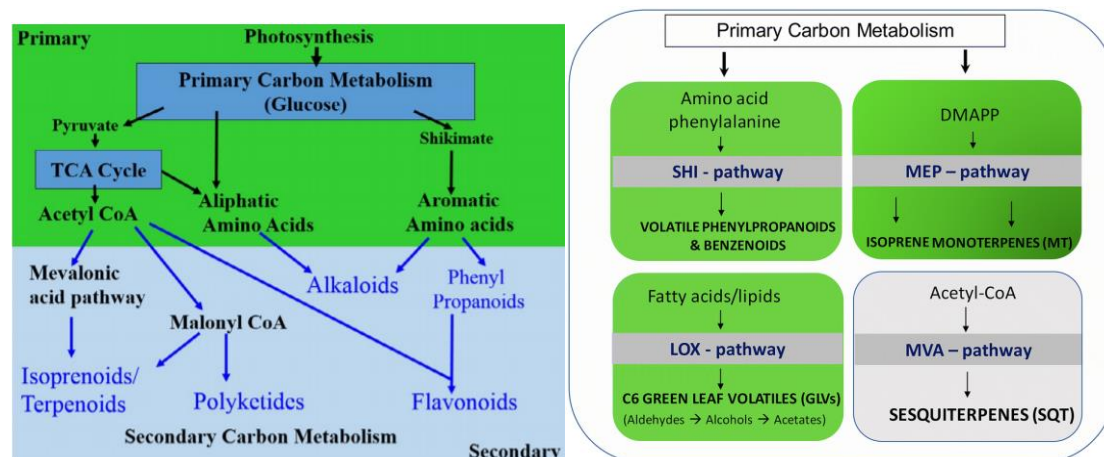 Primary
Photosynthesis
Primary Carbon Metabolism
(Glucose)
Pyruvate
Shikimate
TCA Cycle
Acetyl CoA
Aliphatic
Amino Acids
Aromatic
Amino acids
Mevalonic
acid pathway
Alkaloids
Phenyl
Propanoids
Malonyl CoA
Isoprenoids/
Terpenoids
Polyketides
Flavonoids
Secondary Carbon Metabolism
Secondary
Primary Carbon Metabolism
Amino acid
phenylalanine
SHI - pathway
VOLATILE PHENYLPROPANOIDS
& BENZENOIDS
DMAPP
MEP – pathway
ISOPRENE MONOTERPENES (MT)
Fatty acids/lipids
LOX - pathway
C6 GREEN LEAF VOLATILES (GLVs)
(Aldehydes → Alcohols → Acetates)
Acetyl-CoA
MVA – pathway
SESQUITERPENES (SQT)